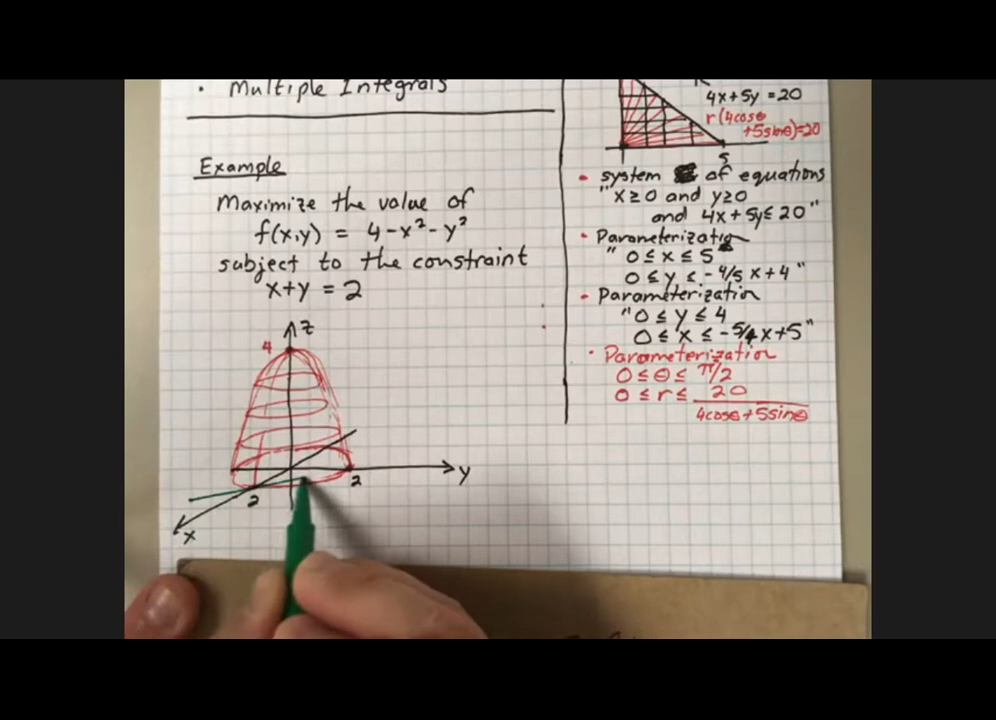 • Multiple Integrals
Example
Maximize the value of
f(x,y) = 4-x²-y²
subject to the constraint
x+y = 2
z
4
y
2
2
x
4x+5y = 20
r(4cosθ
+5sinθ)=20
5
• system of equations
"x≥0 and y≥0
and 4x+5y≤20"
• Parameterization
"0≤x≤5
0≤y≤-4/5x+4"
• Parameterization
"0≤y≤4
0≤x≤-5/4x+5"
• Parameterization
0≤θ≤π/2
0≤r≤20
4cosθ+5sinθ